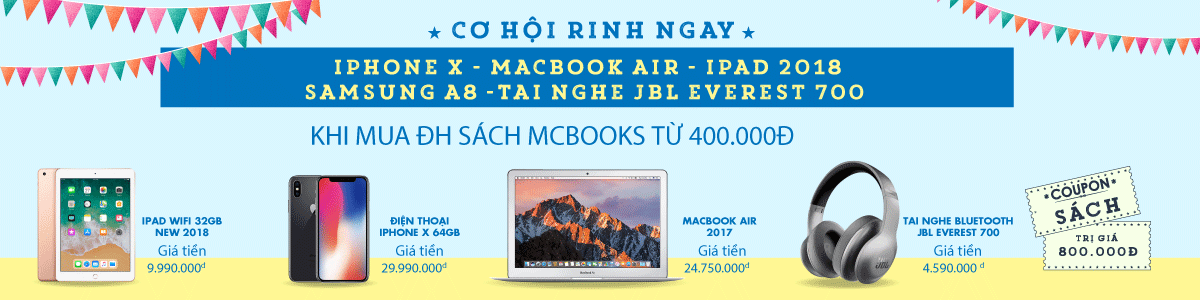 ★ CƠ HỘI RINH NGAY ★
IPHONE X - MACBOOK AIR - IPAD 2018
SAMSUNG A8 -TAI NGHE JBL EVEREST 700
KHI MUA ĐH SÁCH MCBOOKS TỪ 400.000Đ
IPAD WIFI 32GB
NEW 2018
Giá tiền
9.990.000đ
ĐIỆN THOẠI
IPHONE X 64GB
Giá tiền
29.990.000đ
MACBOOK AIR
2017
Giá tiền
24.750.000đ
TAI NGHE BLUETOOTH
JBL EVEREST 700
Giá tiền
4.590.000 đ
JBL
★COUPON★
SÁCH
TRỊ GIÁ
800.000Đ